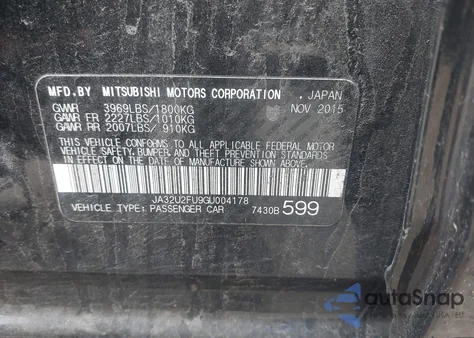 MFD.BY MITSUBISHI MOTORS CORPORATION , JAPAN
GVWR 3969LBS/1800KG NOV 2015
GAWR FR 2227LBS/1010KG
GAWR RR 2007LBS/ 910KG
THIS VEHICLE CONFORMS TO ALL APPLICABLE FEDERAL MOTOR
VEHICLE SAFETY, BUMPER AND THEFT PREVENTION STANDARDS
IN EFFECT ON THE DATE OF MANUFACTURE SHOWN ABOVE.
JA32U2FU9GU004178
VEHICLE TYPE: PASSENGER CAR 7430B 599
autoSnap